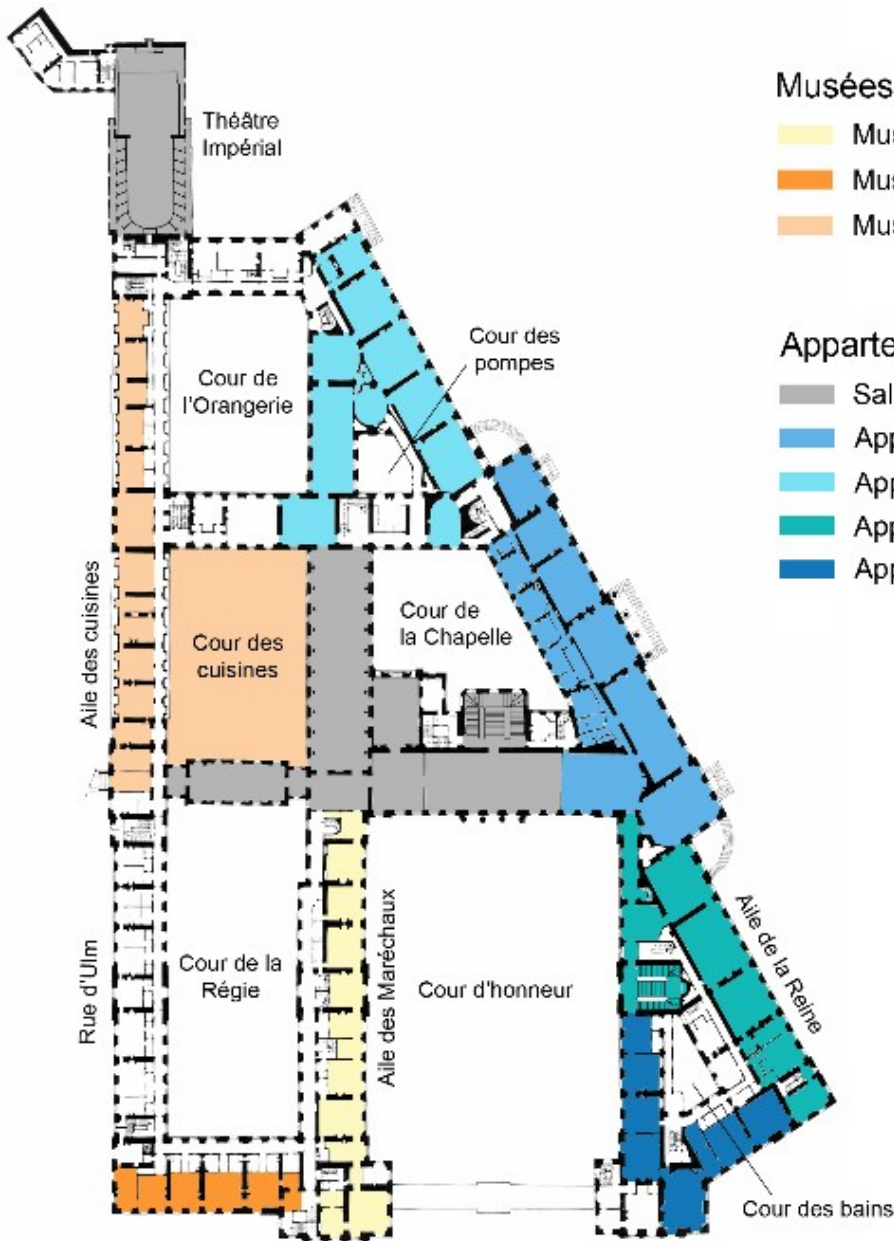 Théâtre
Impérial
Musées
Mus
Mus
Mus
Cour des
pompes
Cour de
l'Orangerie
Apparte
Sal
App
App
App
App
Aile des cuisines
Cour des
cuisines
Cour de
la Chapelle
Rue d'Ulm
Cour de la
Régie
Aile des Maréchaux
Cour d'honneur
Aile de la Reine
Cour des bains